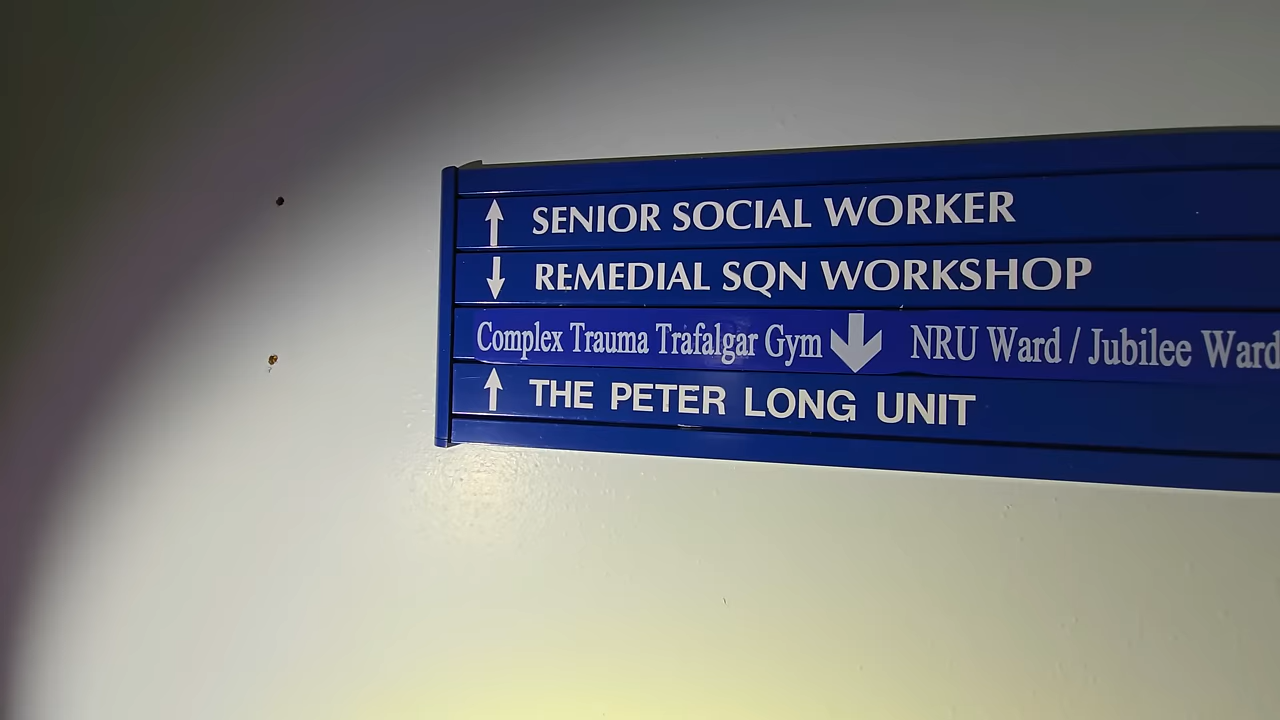 SENIOR SOCIAL WORKER
REMEDIAL SQN WORKSHOP
Complex Trauma Trafalgar Gym NRU Ward / Jubilee Ward
THE PETER LONG UNIT